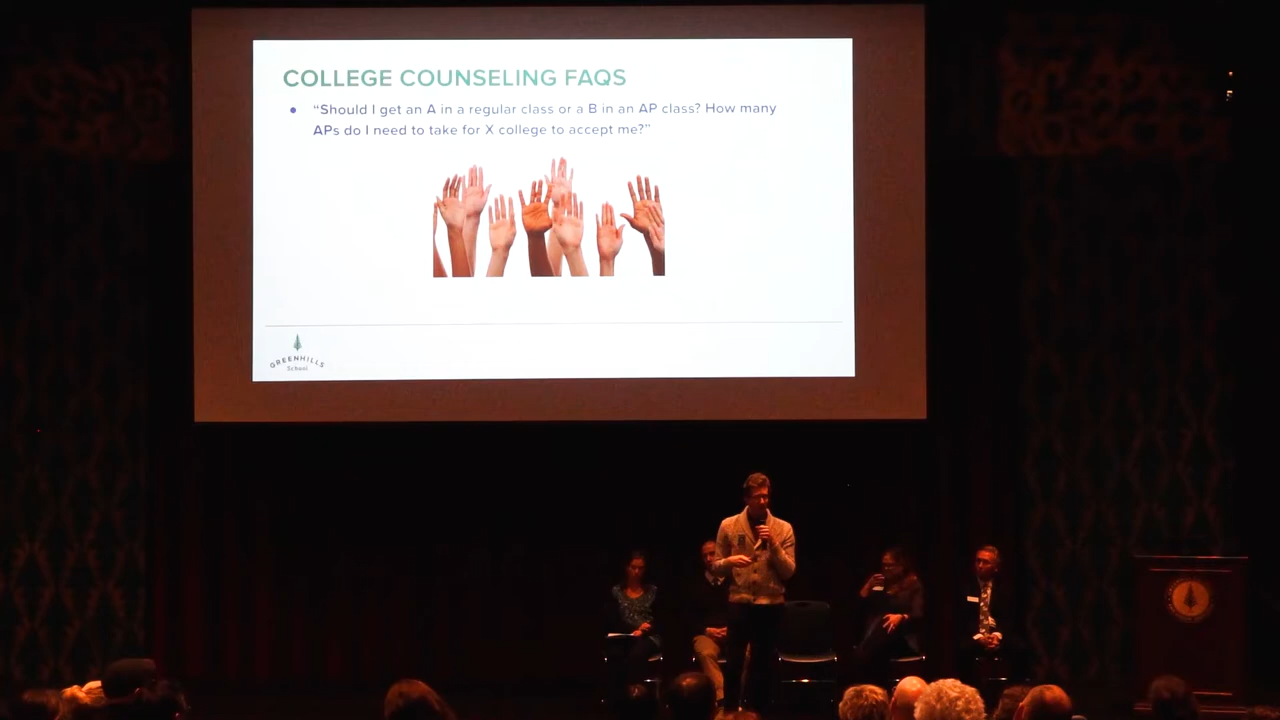 COLLEGE COUNSELING FAQS
● “Should I get an A in a regular class or a B in an AP class? How many
APs do I need to take for X college to accept me?”
GREENHILLS
School